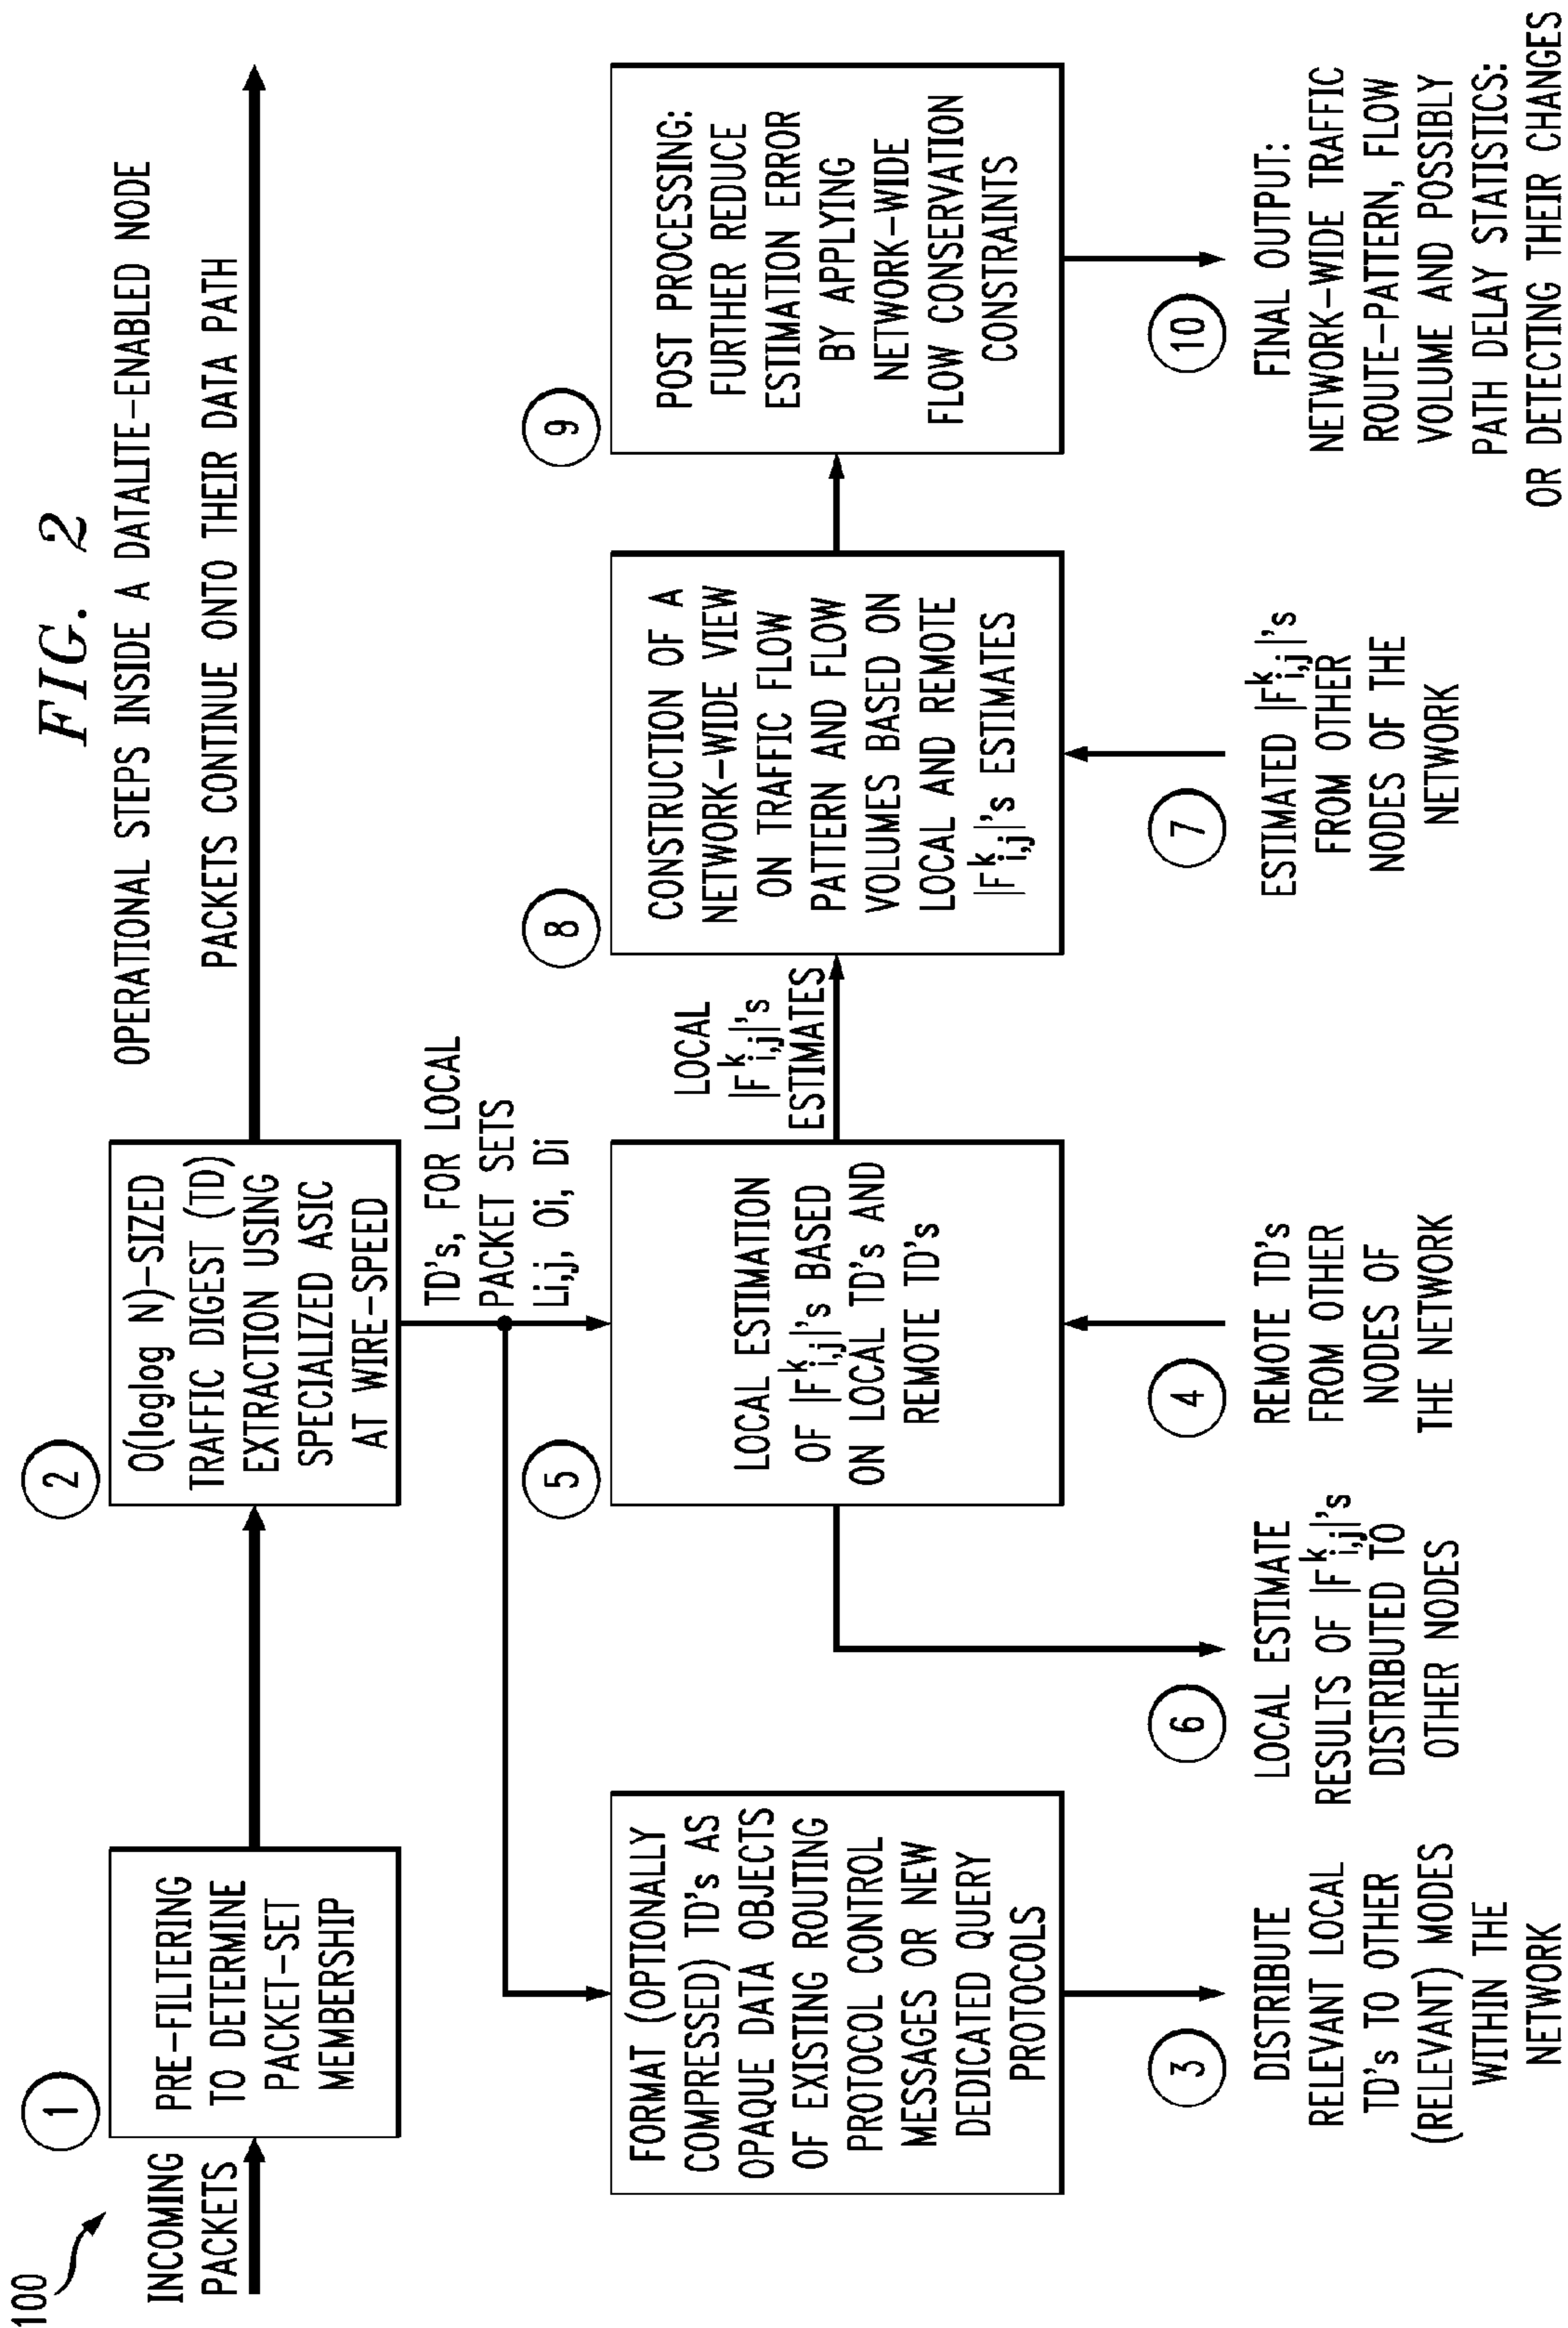 FIG. 2
OPERATIONAL STEPS INSIDE A DATALITE-ENABLED NODE
100
INCOMING
PACKETS
1
PRE-FILTERING
TO DETERMINE
PACKET-SET
MEMBERSHIP
2
O(loglog N)-SIZED
TRAFFIC DIGEST (TD)
EXTRACTION USING
SPECIALIZED ASIC
AT WIRE-SPEED
PACKETS CONTINUE ONTO THEIR DATA PATH
TD's, FOR LOCAL
PACKET SETS
Li,j, Oi, Di
FORMAT (OPTIONALLY
COMPRESSED) TD's AS
OPAQUE DATA OBJECTS
OF EXISTING ROUTING
PROTOCOL CONTROL
MESSAGES OR NEW
DEDICATED QUERY
PROTOCOLS
3
DISTRIBUTE
RELEVANT LOCAL
TD's TO OTHER
(RELEVANT) MODES
WITHIN THE
NETWORK
5
LOCAL ESTIMATION
OF |F^k_i,j|'s BASED
ON LOCAL TD's AND
REMOTE TD's
6
LOCAL ESTIMATE
RESULTS OF |F^k_i,j|'s
DISTRIBUTED TO
OTHER NODES
4
REMOTE TD's
FROM OTHER
NODES OF
THE NETWORK
LOCAL
|F^k_i,j|'s
ESTIMATES
8
CONSTRUCTION OF A
NETWORK-WIDE VIEW
ON TRAFFIC FLOW
PATTERN AND FLOW
VOLUMES BASED ON
LOCAL AND REMOTE
|F^k_i,j|'s ESTIMATES
7
ESTIMATED |F^k_i,j|'s
FROM OTHER
NODES OF THE
NETWORK
9
POST PROCESSING:
FURTHER REDUCE
ESTIMATION ERROR
BY APPLYING
NETWORK-WIDE
FLOW CONSERVATION
CONSTRAINTS
10
FINAL OUTPUT:
NETWORK-WIDE TRAFFIC
ROUTE-PATTERN, FLOW
VOLUME AND POSSIBLY
PATH DELAY STATISTICS:
OR DETECTING THEIR CHANGES